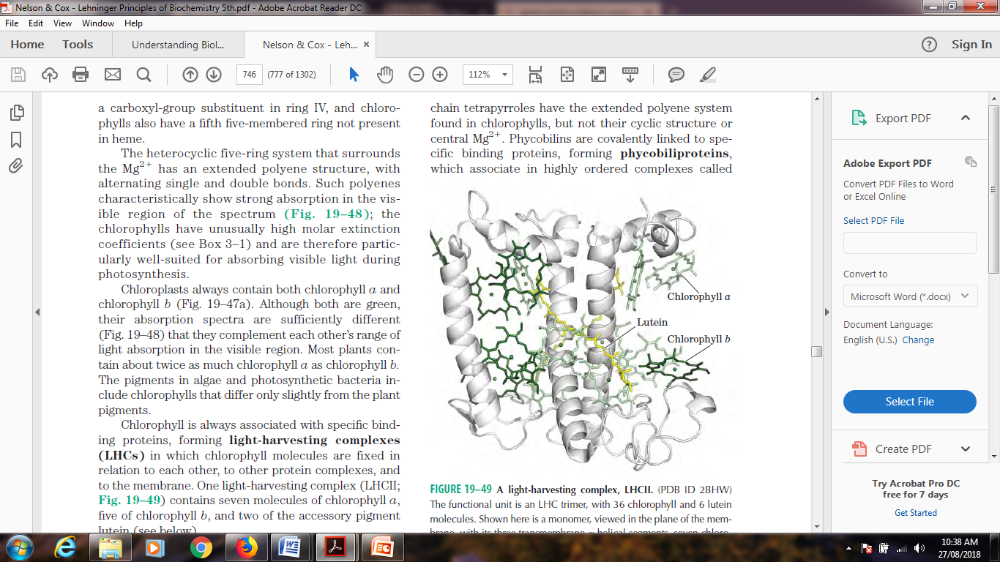 Nelson & Cox - Lehninger Principles of Biochemistry 5th.pdf - Adobe Acrobat Reader DC
File Edit View Window Help
Home Tools Understanding Biol... Nelson & Cox - Leh... × ? Sign In
746 (777 of 1302) 112%
a carboxyl-group substituent in ring IV, and chloro-
phylls also have a fifth five-membered ring not present
in heme.
The heterocyclic five-ring system that surrounds
the Mg2+ has an extended polyene structure, with
alternating single and double bonds. Such polyenes
characteristically show strong absorption in the vis-
ible region of the spectrum (Fig. 19–48); the
chlorophylls have unusually high molar extinction
coefficients (see Box 3–1) and are therefore partic-
ularly well-suited for absorbing visible light during
photosynthesis.
Chloroplasts always contain both chlorophyll a and
chlorophyll b (Fig. 19–47a). Although both are green,
their absorption spectra are sufficiently different
(Fig. 19–48) that they complement each other's range of
light absorption in the visible region. Most plants con-
tain about twice as much chlorophyll a as chlorophyll b.
The pigments in algae and photosynthetic bacteria in-
clude chlorophylls that differ only slightly from the plant
pigments.
Chlorophyll is always associated with specific bind-
ing proteins, forming light-harvesting complexes
(LHCs) in which chlorophyll molecules are fixed in
relation to each other, to other protein complexes, and
to the membrane. One light-harvesting complex (LHCII;
Fig. 19–49) contains seven molecules of chlorophyll a,
five of chlorophyll b, and two of the accessory pigment
lutein (see below).
chain tetrapyrroles have the extended polyene system
found in chlorophylls, but not their cyclic structure or
central Mg2+. Phycobilins are covalently linked to spe-
cific binding proteins, forming phycobiliproteins,
which associate in highly ordered complexes called
Chlorophyll a
Lutein
Chlorophyll b
FIGURE 19–49 A light-harvesting complex, LHCII. (PDB ID 2BHW)
The functional unit is an LHC trimer, with 36 chlorophyll and 6 lutein
molecules. Shown here is a monomer, viewed in the plane of the mem-
brane, with its three transmembrane α-helical segments, seven chloro-
Export PDF
Adobe Export PDF
Convert PDF Files to Word
or Excel Online
Select PDF File
Convert to
Microsoft Word (*.docx)
Document Language:
English (U.S.) Change
Select File
Create PDF
Try Acrobat Pro DC
free for 7 days
Get Started
10:38 AM
27/08/2018